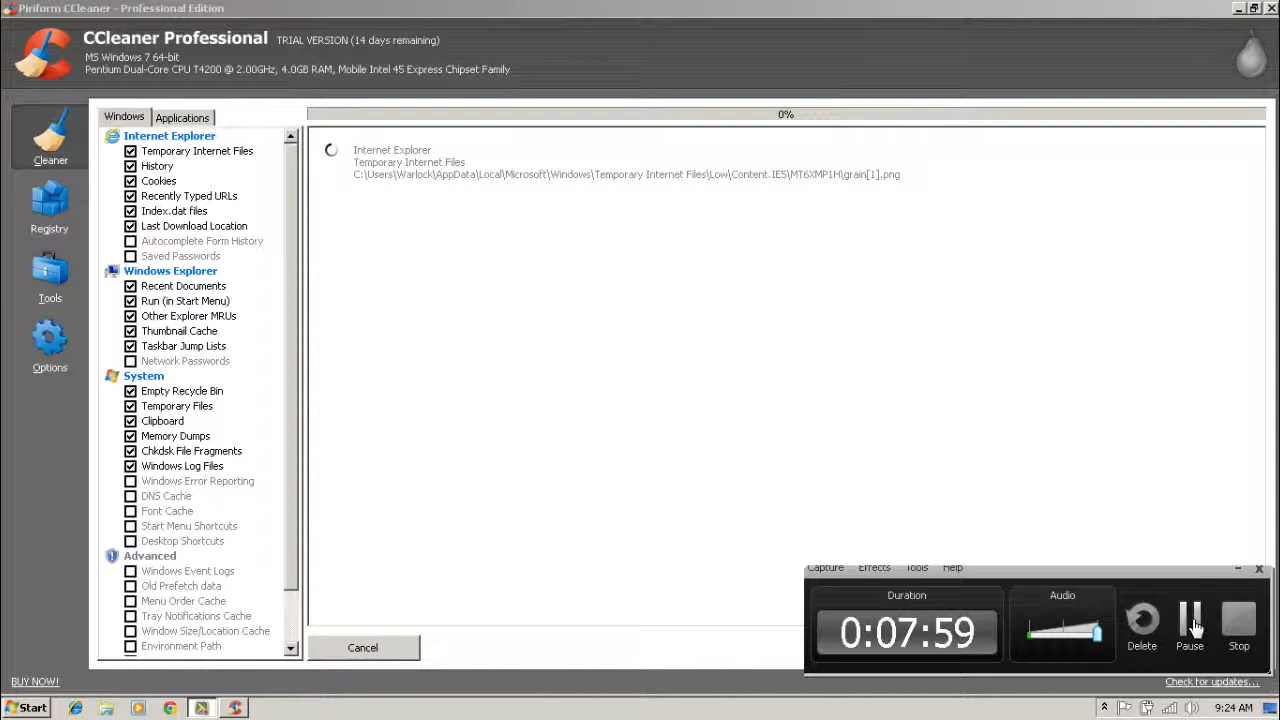 Piriform CCleaner - Professional Edition
CCleaner Professional TRIAL VERSION (14 days remaining)
MS Windows 7 64-bit
Pentium Dual-Core CPU T4200 @ 2.00GHz, 4.0GB RAM, Mobile Intel 45 Express Chipset Family
Cleaner
Registry
Tools
Options
Windows
Applications
Internet Explorer
Temporary Internet Files
History
Cookies
Recently Typed URLs
Index.dat files
Last Download Location
Autocomplete Form History
Saved Passwords
Windows Explorer
Recent Documents
Run (in Start Menu)
Other Explorer MRUs
Thumbnail Cache
Taskbar Jump Lists
Network Passwords
System
Empty Recycle Bin
Temporary Files
Clipboard
Memory Dumps
Chkdsk File Fragments
Windows Log Files
Windows Error Reporting
DNS Cache
Font Cache
Start Menu Shortcuts
Desktop Shortcuts
Advanced
Windows Event Logs
Old Prefetch data
Menu Order Cache
Tray Notifications Cache
Window Size/Location Cache
Environment Path
0%
Internet Explorer
Temporary Internet Files
C:\Users\Warlock\AppData\Local\Microsoft\Windows\Temporary Internet Files\Low\Content.IE5\MT6XMP1H\grain[1].png
Cancel
Capture Effects Tools Help
Duration
0:07:59
Audio
Delete
Pause
Stop
BUY NOW!
Check for updates...
Start
9:24 AM